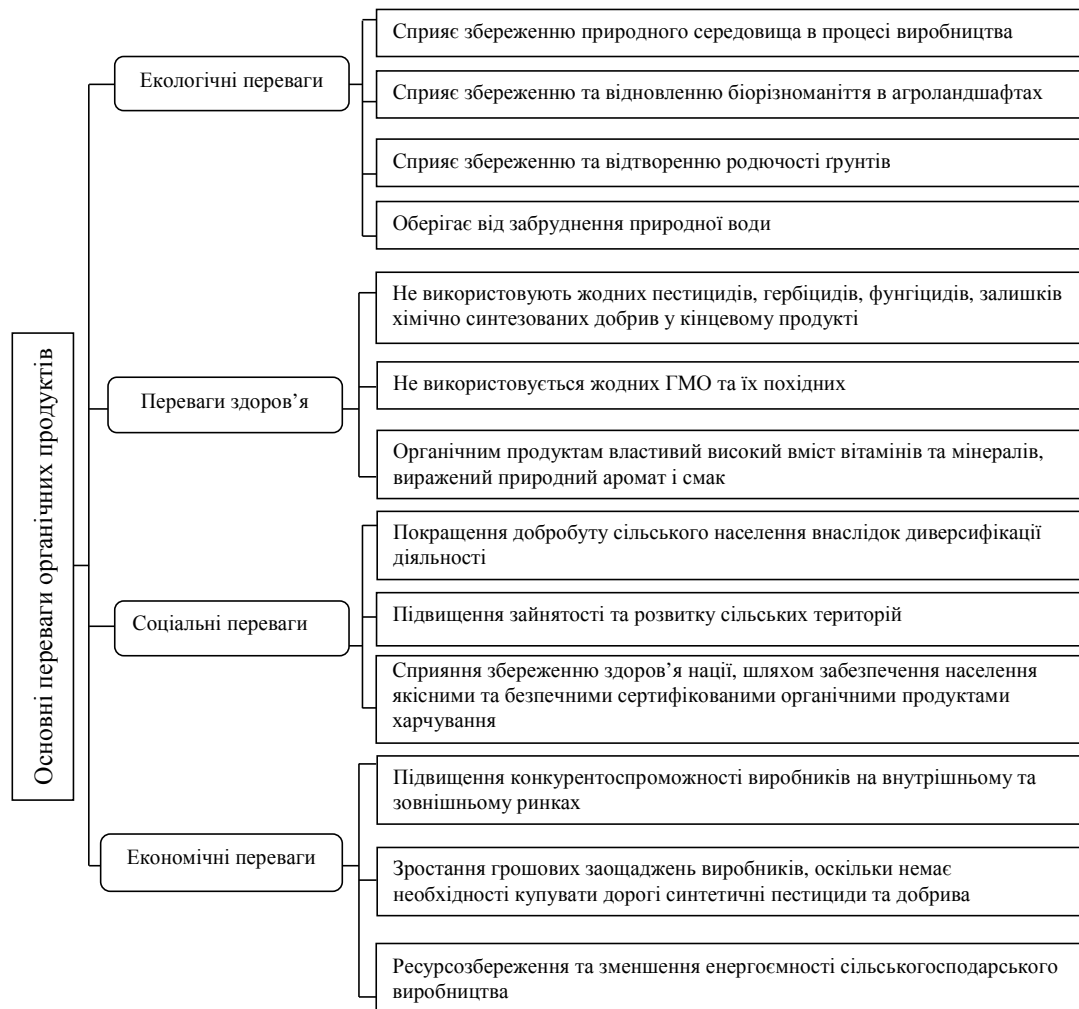 Основні переваги органічних продуктів
Екологічні переваги
Сприяє збереженню природного середовища в процесі виробництва
Сприяє збереженню та відновленню біорізноманіття в агроландшафтах
Сприяє збереженню та відтворенню родючості ґрунтів
Оберігає від забруднення природної води
Переваги здоров’я
Не використовують жодних пестицидів, гербіцидів, фунгіцидів, залишків
хімічно синтезованих добрив у кінцевому продукті
Не використовується жодних ГМО та їх похідних
Органічним продуктам властивий високий вміст вітамінів та мінералів,
виражений природний аромат і смак
Соціальні переваги
Покращення добробуту сільського населення внаслідок диверсифікації
діяльності
Підвищення зайнятості та розвитку сільських територій
Сприяння збереженню здоров’я нації, шляхом забезпечення населення
якісними та безпечними сертифікованими органічними продуктами
харчування
Економічні переваги
Підвищення конкурентоспроможності виробників на внутрішньому та
зовнішньому ринках
Зростання грошових заощаджень виробників, оскільки немає
необхідності купувати дорогі синтетичні пестициди та добрива
Ресурсозбереження та зменшення енергоємності сільськогосподарського
виробництва